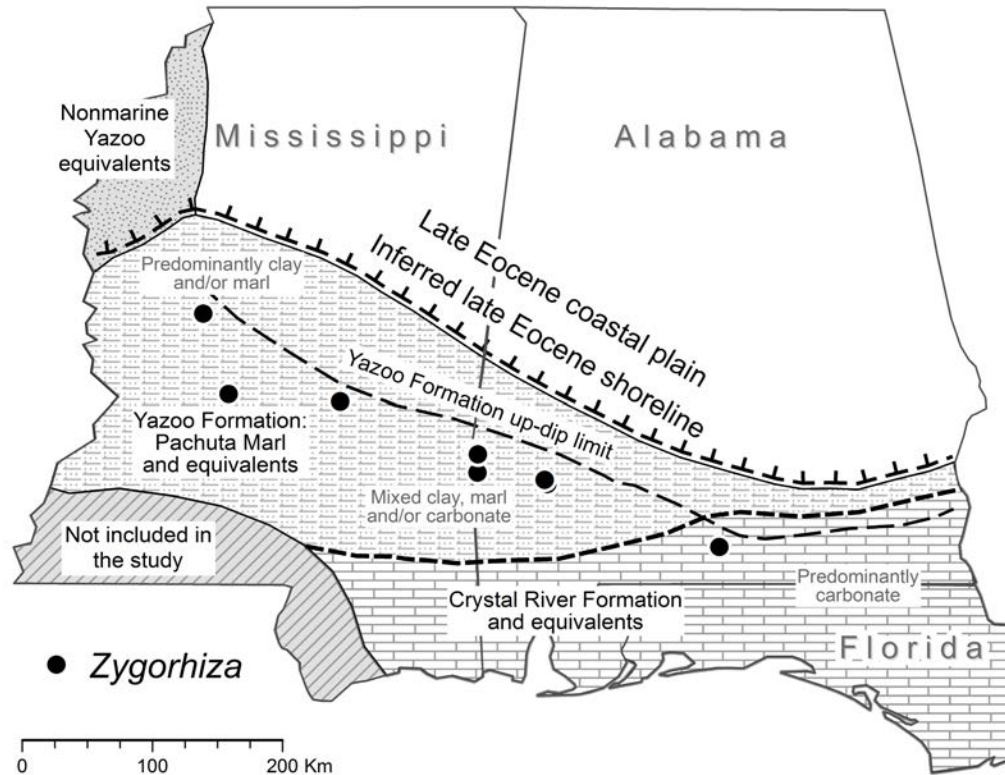 Nonmarine
Yazoo
equivalents
Mississippi
Alabama
Late Eocene coastal plain
Inferred late Eocene shoreline
Predominantly clay
and/or marl
Yazoo Formation up-dip limit
Yazoo Formation:
Pachuta Marl
and equivalents
Mixed clay, marl
and/or carbonate
Not included in
the study
Crystal River Formation
and equivalents
Predominantly
carbonate
Florida
Zygorhiza
0 100 200 Km